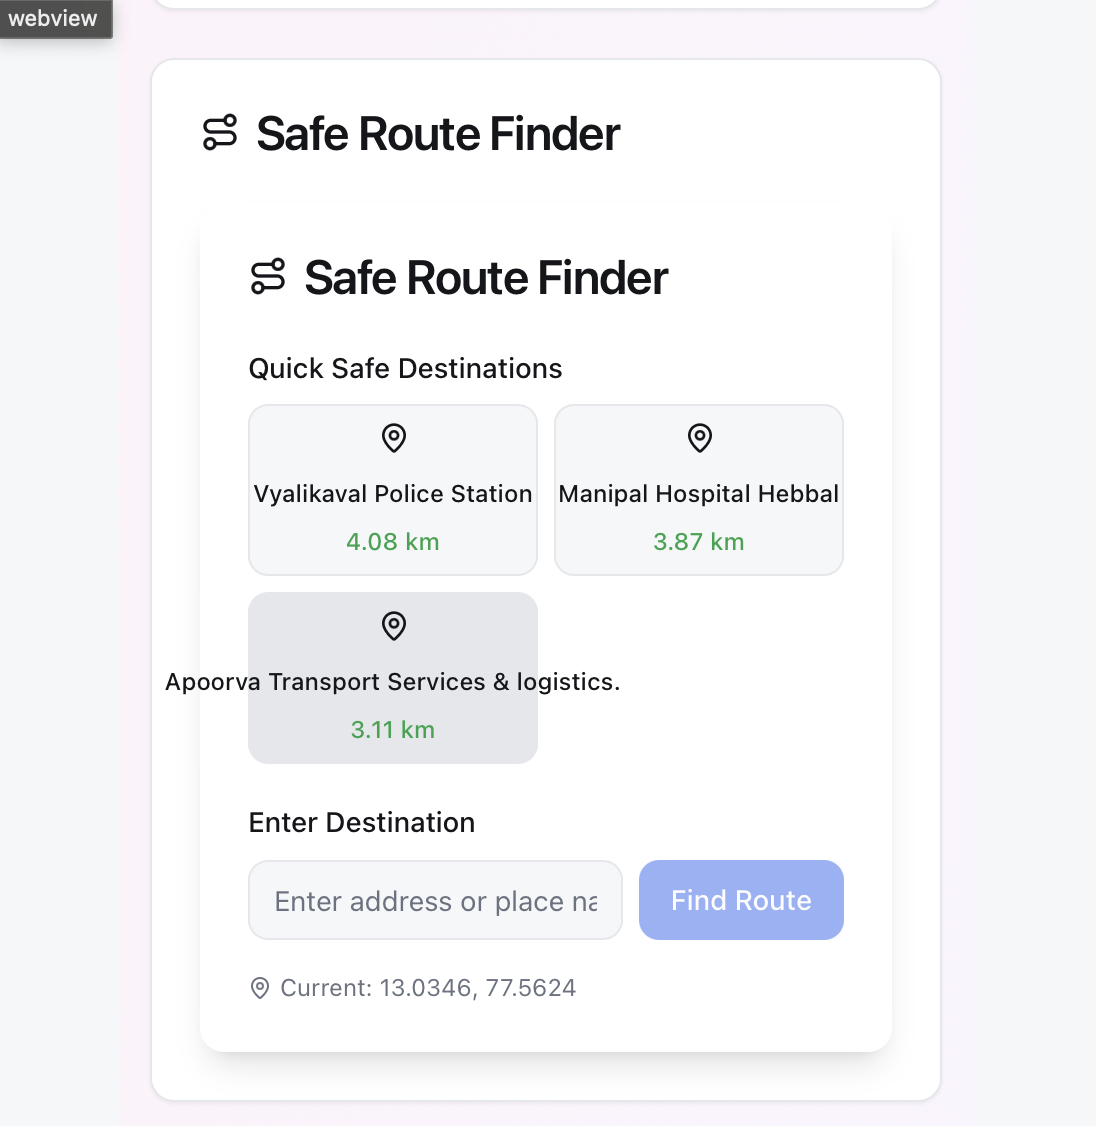 webview
Safe Route Finder
Safe Route Finder
Quick Safe Destinations
Vyalikaval Police Station
4.08 km
Manipal Hospital Hebbal
3.87 km
Apoorva Transport Services & logistics.
3.11 km
Enter Destination
Enter address or place na
Find Route
Current: 13.0346, 77.5624